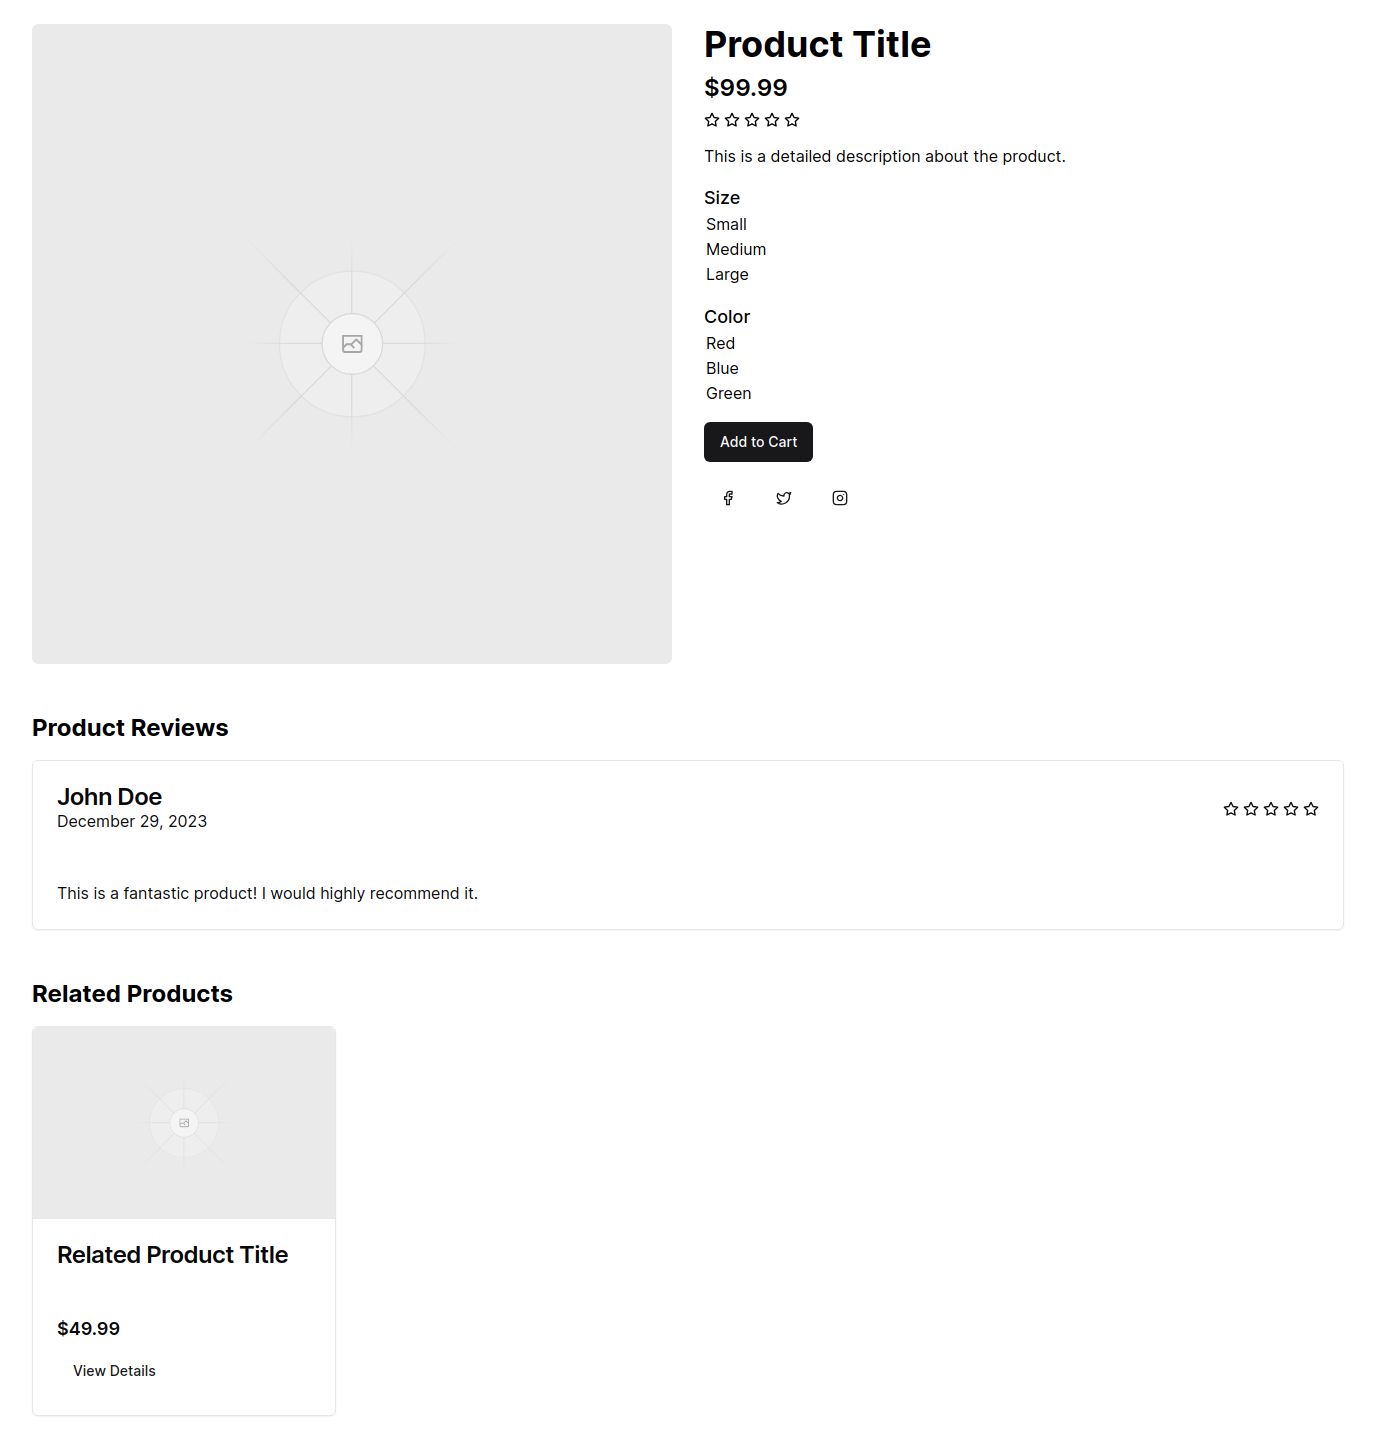 Product Title
$99.99
This is a detailed description about the product.
Size
Small
Medium
Large
Color
Red
Blue
Green
Add to Cart
Product Reviews
John Doe
December 29, 2023
This is a fantastic product! I would highly recommend it.
Related Products
Related Product Title
$49.99
View Details